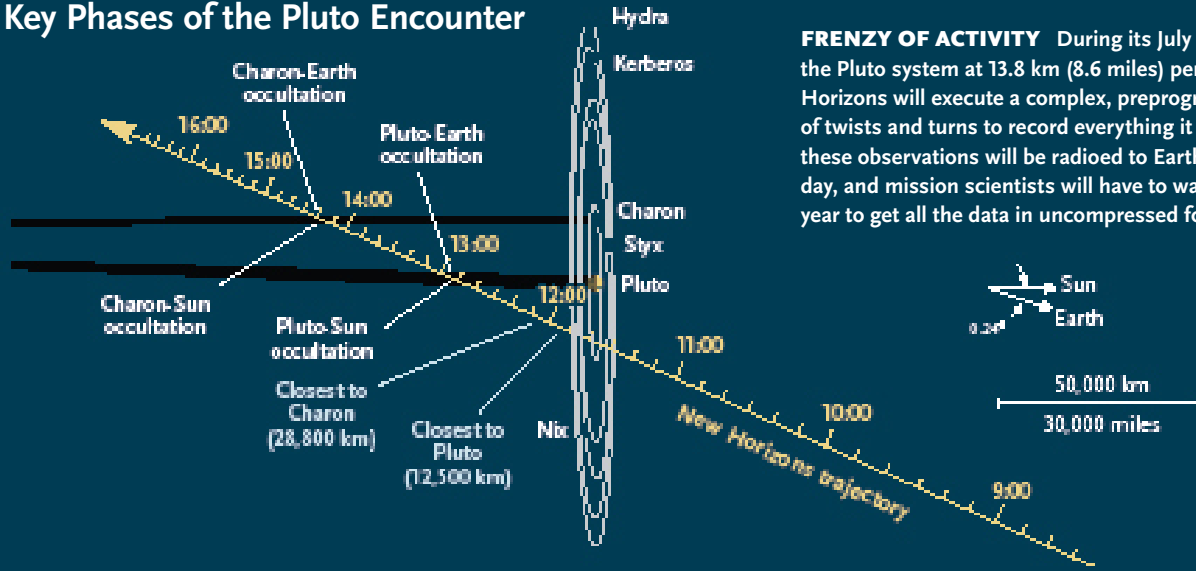 Key Phases of the Pluto Encounter
FRENZY OF ACTIVITY During its July
the Pluto system at 13.8 km (8.6 miles) per
Horizons will execute a complex, preprogr
of twists and turns to record everything it
these observations will be radioed to Earth
day, and mission scientists will have to wa
year to get all the data in uncompressed fo
Hydra
Kerberos
Charon
Styx
Pluto
Nix
Charon-Earth
occultation
Pluto-Earth
occultation
16:00
15:00
14:00
13:00
12:00
11:00
10:00
9:00
Charon-Sun
occultation
Pluto-Sun
occultation
Closest to
Charon
(28,800 km)
Closest to
Pluto
(12,500 km)
New Horizons trajectory
Sun
Earth
50,000 km
30,000 miles